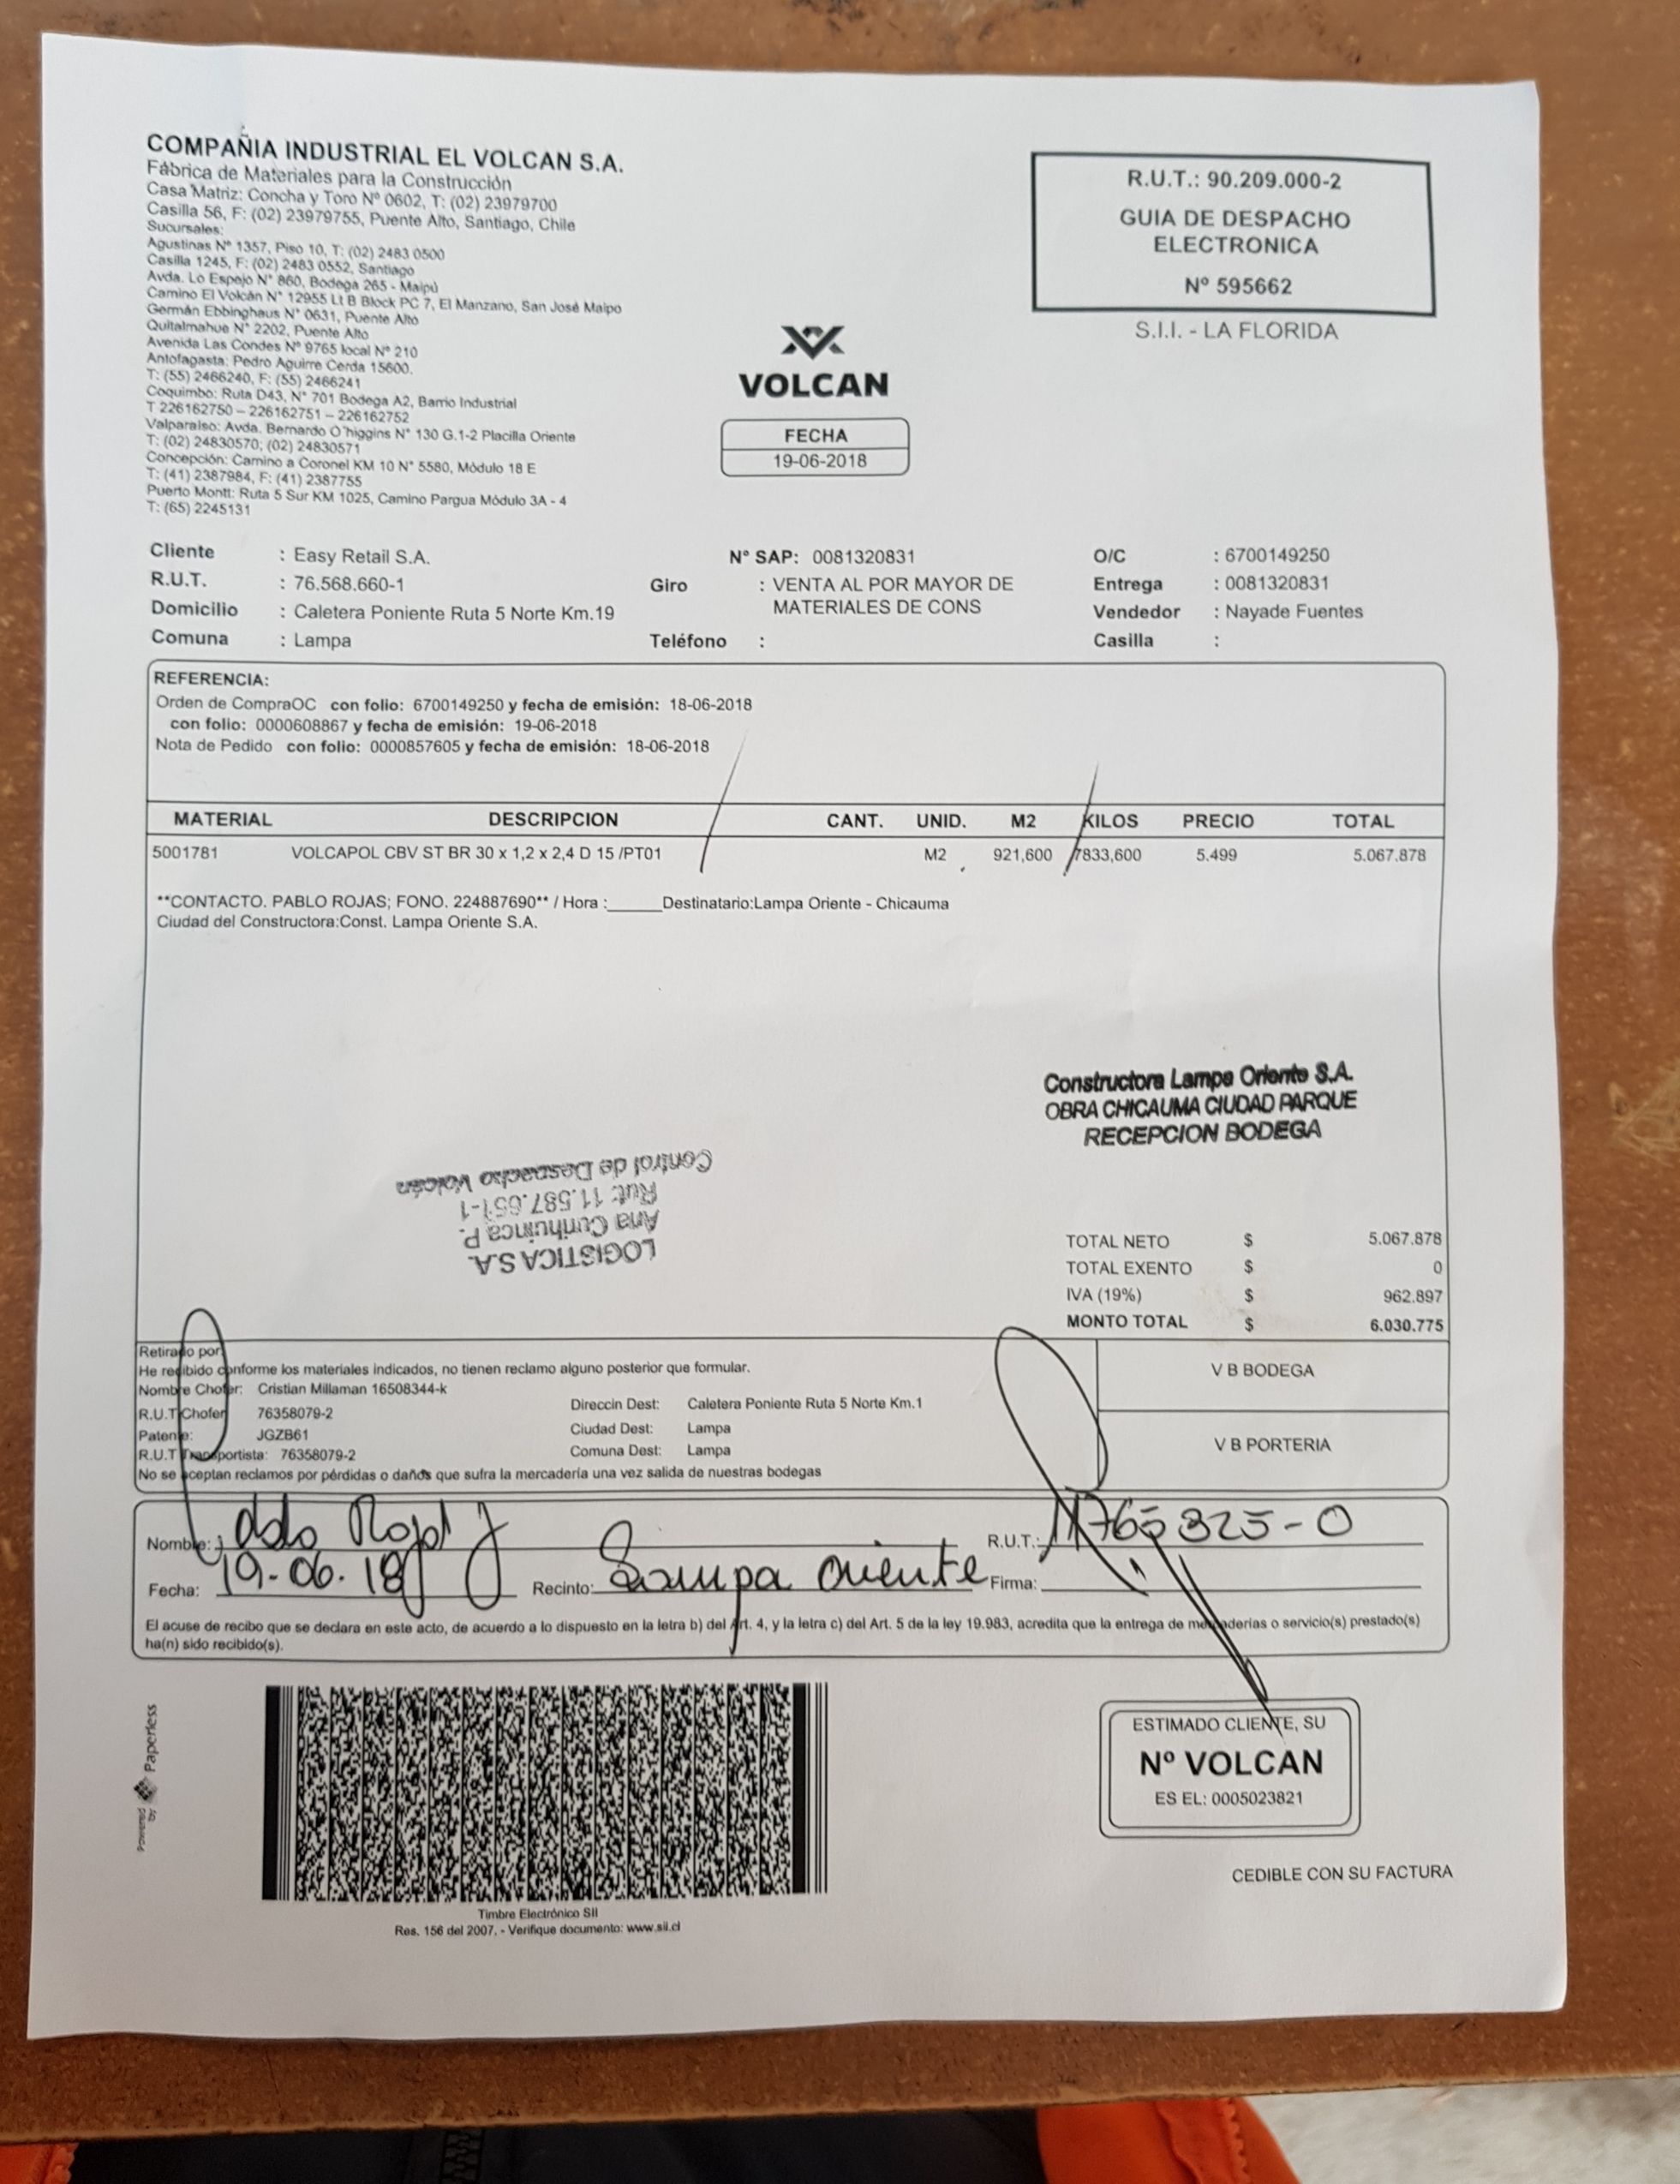 COMPAÑIA INDUSTRIAL EL VOLCAN S.A.
Fábrica de Materiales para la Construcción
Casa Matriz: Concha y Toro Nº 0602, T: (02) 23979700
Casilla 56, F: (02) 23979755, Puente Alto, Santiago, Chile
Sucursales:
Agustinas Nº 1357, Piso 10, T: (02) 2483 0500
Casilla 1245, F: (02) 2483 0552, Santiago
Avda. Lo Espejo N° 860, Bodega 265 - Maipú
Camino El Volcán N° 12955 Lt B Block PC 7, El Manzano, San José Maipo
Germán Ebbinghaus N° 0631, Puente Alto
Quitalmahue N° 2202, Puente Alto
Avenida Las Condes Nº 9765 local Nº 210
Antofagasta: Pedro Aguirre Cerda 15600.
T: (55) 2466240, F: (55) 2466241
Coquimbo: Ruta D43, N° 701 Bodega A2, Barrio Industrial
T 226162750 – 226162751 – 226162752
Valparaíso: Avda. Bernardo O'higgins N° 130 G.1-2 Placilla Oriente
T: (02) 24830570; (02) 24830571
Concepción: Camino a Coronel KM 10 N° 5580, Módulo 18 E
T: (41) 2387984, F: (41) 2387755
Puerto Montt: Ruta 5 Sur KM 1025, Camino Pargua Módulo 3A - 4
T: (65) 2245131
R.U.T.: 90.209.000-2
GUIA DE DESPACHO
ELECTRONICA
Nº 595662
S.I.I. - LA FLORIDA
VOLCAN
FECHA
19-06-2018
Cliente : Easy Retail S.A. N° SAP: 0081320831 O/C : 6700149250
R.U.T. : 76.568.660-1 Giro : VENTA AL POR MAYOR DE MATERIALES DE CONS Entrega : 0081320831
Domicilio : Caletera Poniente Ruta 5 Norte Km.19 Vendedor : Nayade Fuentes
Comuna : Lampa Teléfono : Casilla :
REFERENCIA:
Orden de CompraOC con folio: 6700149250 y fecha de emisión: 18-06-2018
con folio: 0000608867 y fecha de emisión: 19-06-2018
Nota de Pedido con folio: 0000857605 y fecha de emisión: 18-06-2018
MATERIAL DESCRIPCION CANT. UNID. M2 KILOS PRECIO TOTAL
5001781 VOLCAPOL CBV ST BR 30 x 1,2 x 2,4 D 15 /PT01 M2 921,600 7833,600 5.499 5.067.878
**CONTACTO. PABLO ROJAS; FONO. 224887690** / Hora :______Destinatario:Lampa Oriente - Chicauma
Ciudad del Constructora:Const. Lampa Oriente S.A.
Constructora Lampa Oriente S.A.
OBRA CHICAUMA CIUDAD PARQUE
RECEPCION BODEGA
LOGISTICA S.A.
Ana Curihuinca P.
Rut: 11.587.651-1
Control de Despacho Volcán
TOTAL NETO $ 5.067.878
TOTAL EXENTO $ 0
IVA (19%) $ 962.897
MONTO TOTAL $ 6.030.775
Retirado por
He recibido conforme los materiales indicados, no tienen reclamo alguno posterior que formular.
Nombre Chofer: Cristian Millaman 16508344-k
R.U.T Chofer 76358079-2 Direccin Dest: Caletera Poniente Ruta 5 Norte Km.1
Patente: JGZB61 Ciudad Dest: Lampa
R.U.T Transportista: 76358079-2 Comuna Dest: Lampa
No se aceptan reclamos por pérdidas o daños que sufra la mercadería una vez salida de nuestras bodegas
V B BODEGA
V B PORTERIA
Nombre: R.U.T.: 11765325-0
Fecha: 19-06-18 Recinto: Lampa oriente Firma:
El acuse de recibo que se declara en este acto, de acuerdo a lo dispuesto en la letra b) del Art. 4, y la letra c) del Art. 5 de la ley 19.983, acredita que la entrega de mercaderías o servicio(s) prestado(s)
ha(n) sido recibido(s).
Powered by Paperless
Timbre Electrónico SII
Res. 156 del 2007. - Verifique documento: www.sii.cl
ESTIMADO CLIENTE, SU
Nº VOLCAN
ES EL: 0005023821
CEDIBLE CON SU FACTURA